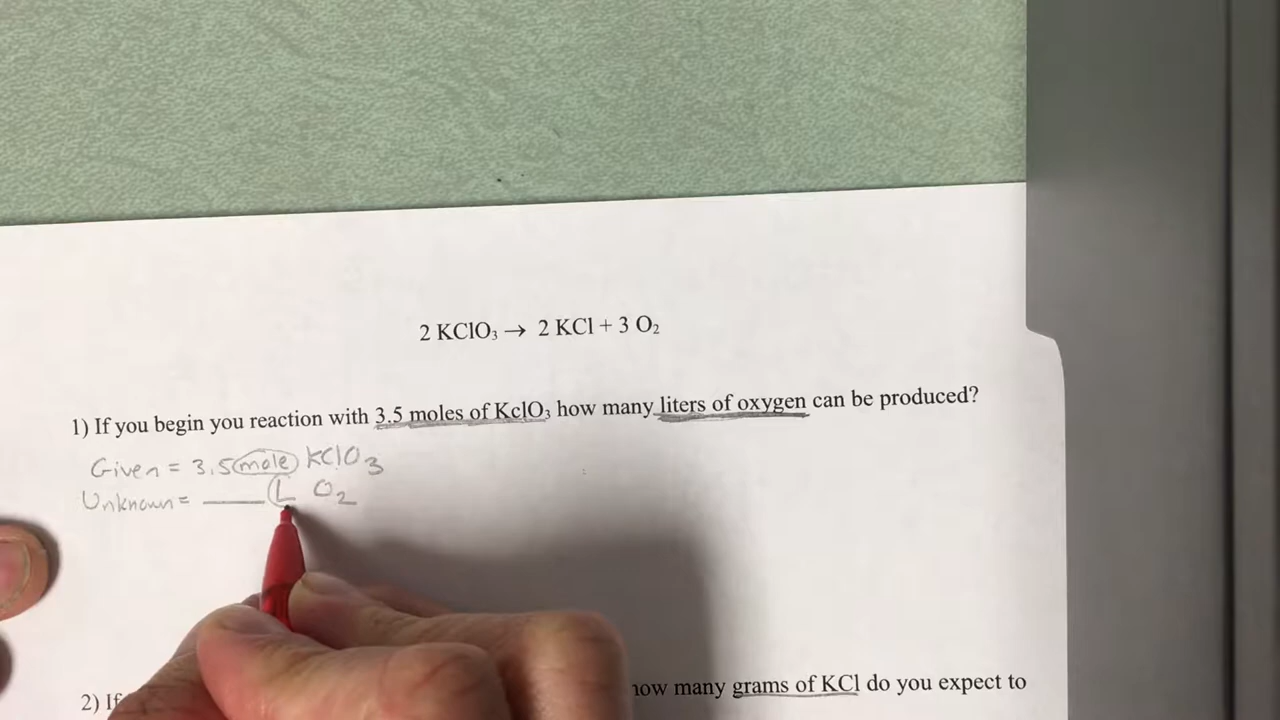 2 KClO₃ → 2 KCl + 3 O₂
1) If you begin you reaction with 3.5 moles of KclO₃ how many liters of oxygen can be produced?
Given = 3.5 mole KClO₃
Unknown = ____ L O₂
2) If how many grams of KCl do you expect to